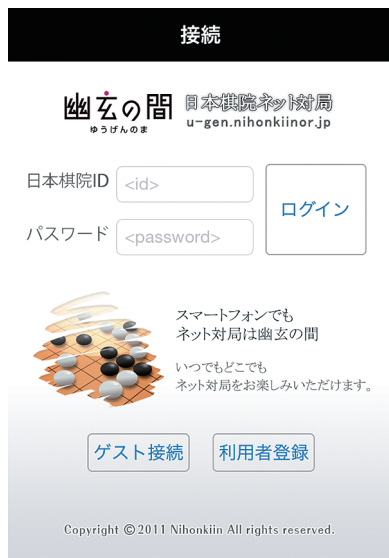 接続
幽玄の間 日本棋院ネット対局
ゆうげんのま u-gen.nihonkiinor.jp
日本棋院ID <id>
ログイン
パスワード <password>
スマートフォンでも
ネット対局は幽玄の間
いつでもどこでも
ネット対局をお楽しみいただけます。
ゲスト接続 利用者登録
Copyright ©2011 Nihonkiin All rights reserved.